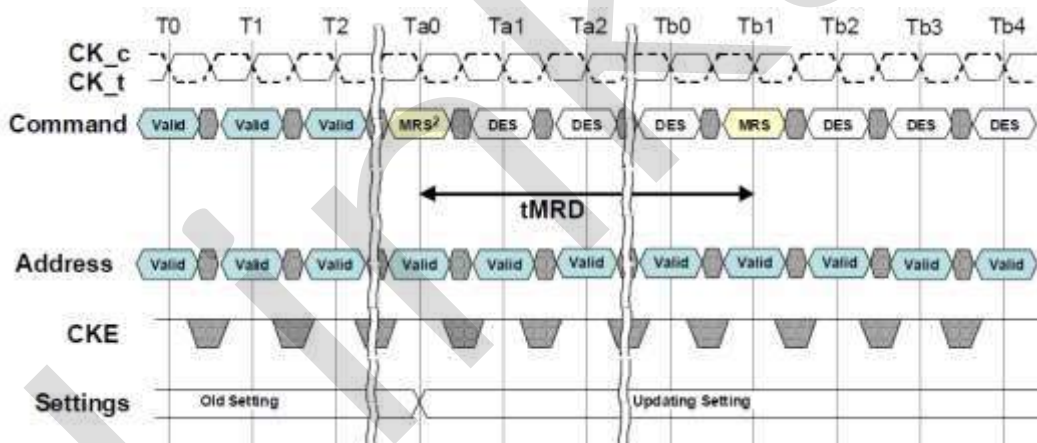 T0 T1 T2 Ta0 Ta1 Ta2 Tb0 Tb1 Tb2 Tb3 Tb4
CK_c
CK_t
Command Valid Valid Valid MRS² DES DES DES MRS DES DES DES
tMRD
Address Valid Valid Valid Valid Valid Valid Valid Valid Valid Valid Valid
CKE
Settings Old Setting Updating Setting